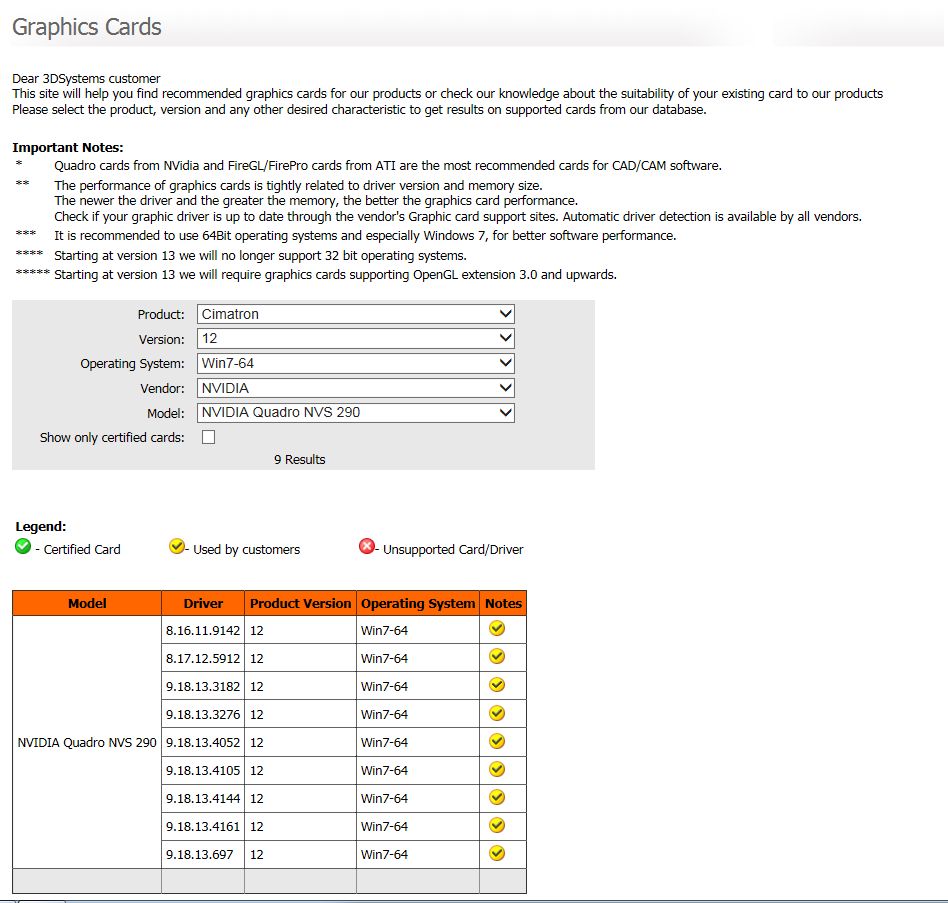 Graphics Cards
Dear 3DSystems customer
This site will help you find recommended graphics cards for our products or check our knowledge about the suitability of your existing card to our products
Please select the product, version and any other desired characteristic to get results on supported cards from our database.
Important Notes:
* Quadro cards from NVidia and FireGL/FirePro cards from ATI are the most recommended cards for CAD/CAM software.
** The performance of graphics cards is tightly related to driver version and memory size.
The newer the driver and the greater the memory, the better the graphics card performance.
Check if your graphic driver is up to date through the vendor's Graphic card support sites. Automatic driver detection is available by all vendors.
*** It is recommended to use 64Bit operating systems and especially Windows 7, for better software performance.
**** Starting at version 13 we will no longer support 32 bit operating systems.
***** Starting at version 13 we will require graphics cards supporting OpenGL extension 3.0 and upwards.
Product: Cimatron
Version: 12
Operating System: Win7-64
Vendor: NVIDIA
Model: NVIDIA Quadro NVS 290
Show only certified cards:
9 Results
Legend:
- Certified Card - Used by customers - Unsupported Card/Driver
Model Driver Product Version Operating System Notes
8.16.11.9142 12 Win7-64
8.17.12.5912 12 Win7-64
9.18.13.3182 12 Win7-64
9.18.13.3276 12 Win7-64
NVIDIA Quadro NVS 290 9.18.13.4052 12 Win7-64
9.18.13.4105 12 Win7-64
9.18.13.4144 12 Win7-64
9.18.13.4161 12 Win7-64
9.18.13.697 12 Win7-64